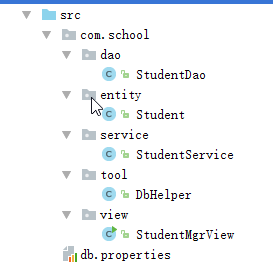 src
com.school
dao
StudentDao
entity
Student
service
StudentService
tool
DbHelper
view
StudentMgrView
db.properties